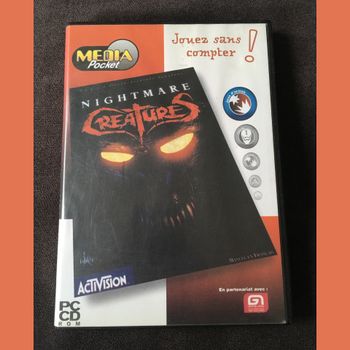 MEDIA
Pocket
Jouez sans
compter !
NIGHTMARE
CREATURES
ACTIVISION
PC
CD
ROM
En partenariat avec :